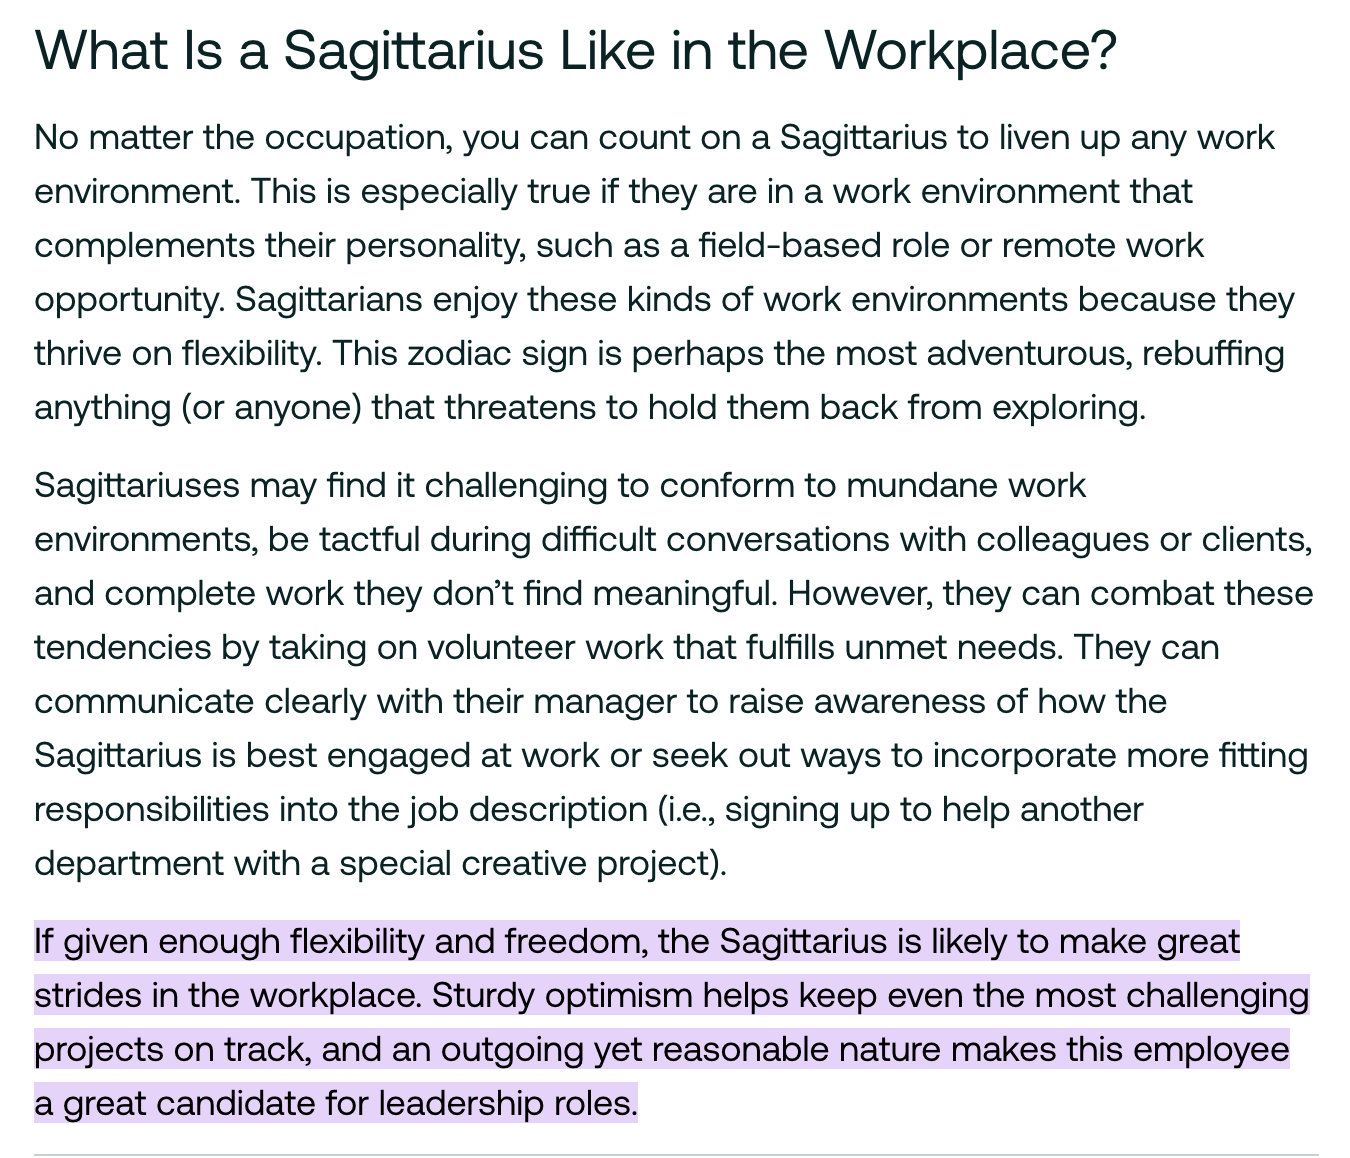 What Is a Sagittarius Like in the Workplace?
No matter the occupation, you can count on a Sagittarius to liven up any work
environment. This is especially true if they are in a work environment that
complements their personality, such as a field-based role or remote work
opportunity. Sagittarians enjoy these kinds of work environments because they
thrive on flexibility. This zodiac sign is perhaps the most adventurous, rebuffing
anything (or anyone) that threatens to hold them back from exploring.
Sagittariuses may find it challenging to conform to mundane work
environments, be tactful during difficult conversations with colleagues or clients,
and complete work they don’t find meaningful. However, they can combat these
tendencies by taking on volunteer work that fulfills unmet needs. They can
communicate clearly with their manager to raise awareness of how the
Sagittarius is best engaged at work or seek out ways to incorporate more fitting
responsibilities into the job description (i.e., signing up to help another
department with a special creative project).
If given enough flexibility and freedom, the Sagittarius is likely to make great
strides in the workplace. Sturdy optimism helps keep even the most challenging
projects on track, and an outgoing yet reasonable nature makes this employee
a great candidate for leadership roles.